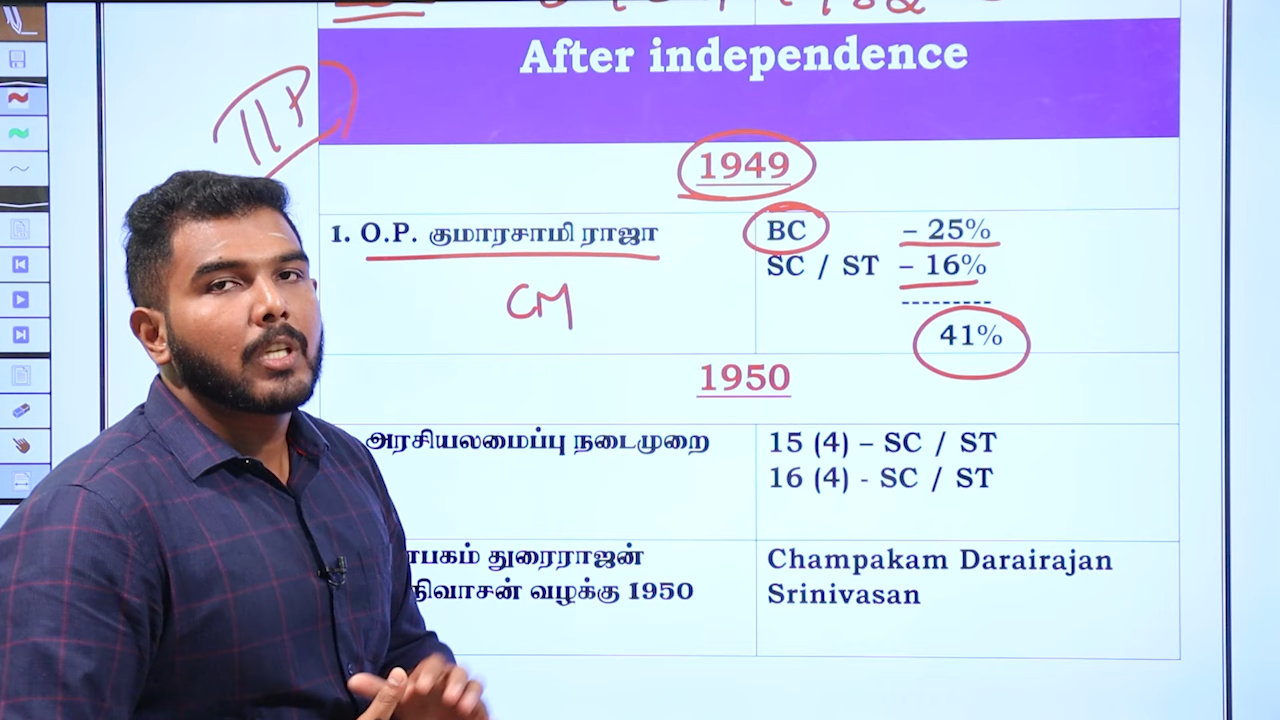 After independence
11 P
1949
1. O.P. குமாரசாமி ராஜா
BC – 25%
SC / ST – 16%
----------
41%
CM
1950
அரசியலமைப்பு நடைமுறை
15 (4) – SC / ST
16 (4) - SC / ST
பகம் துரைராஜன்
நிவாசன் வழக்கு 1950
Champakam Darairajan
Srinivasan